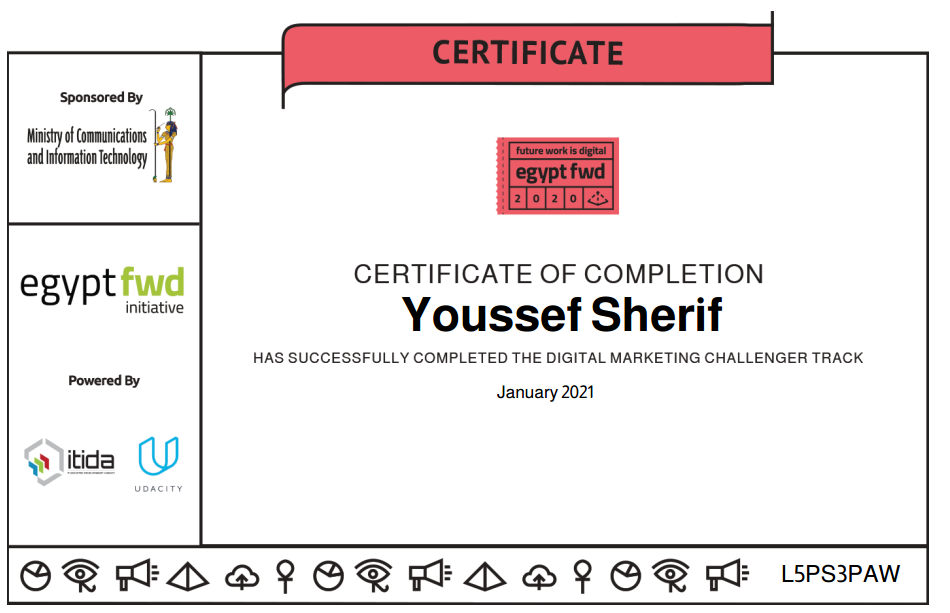 CERTIFICATE
Sponsored By
Ministry of Communications
and Information Technology
egypt fwd
initiative
Powered By
itida
UDACITY
future work is digital
egypt fwd
2 0 2 0
CERTIFICATE OF COMPLETION
Youssef Sherif
HAS SUCCESSFULLY COMPLETED THE DIGITAL MARKETING CHALLENGER TRACK
January 2021
L5PS3PAW